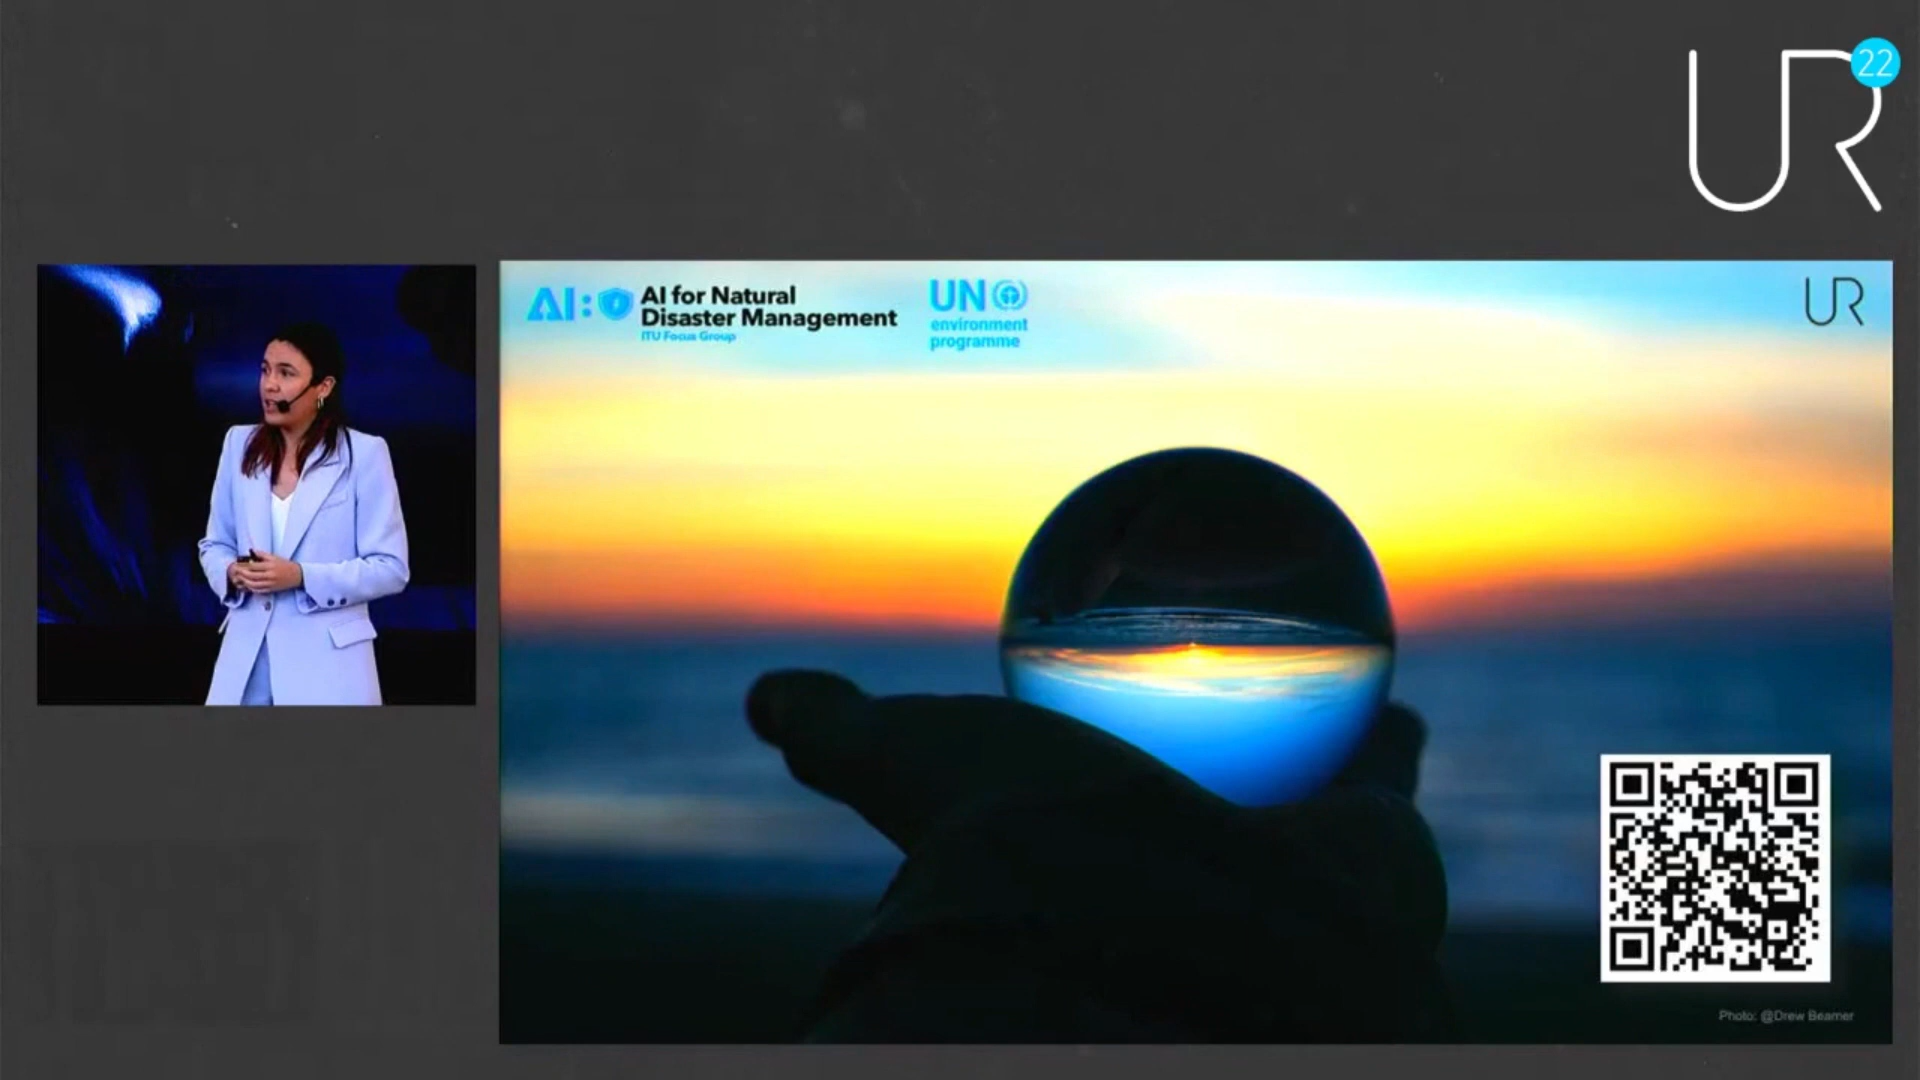 UR
22
AI:
AI for Natural
Disaster Management
ITU Focus Group
UN
environment
programme
UR
Photo: @Drew Beamer